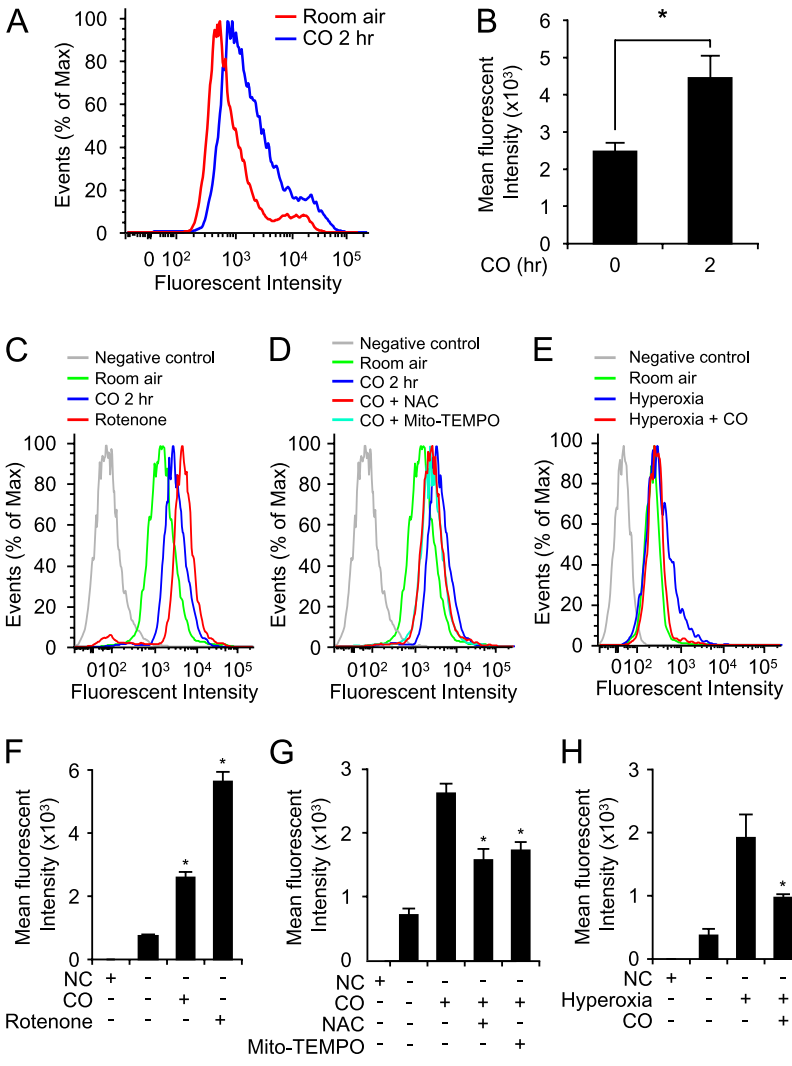 A
Room air
CO 2 hr
Events (% of Max)
100
80
60
40
20
0
0 10² 10³ 10⁴ 10⁵
Fluorescent Intensity
B
Mean fluorescent
Intensity (x10³)
6
5
4
3
2
1
0
*
CO (hr) 0 2
C
Negative control
Room air
CO 2 hr
Rotenone
Events (% of Max)
100
80
60
40
20
0
0 10² 10³ 10⁴ 10⁵
Fluorescent Intensity
D
Negative control
Room air
CO 2 hr
CO + NAC
CO + Mito-TEMPO
Events (% of Max)
100
80
60
40
20
0
0 10² 10³ 10⁴ 10⁵
Fluorescent Intensity
E
Negative control
Room air
Hyperoxia
Hyperoxia + CO
Events (% of Max)
100
80
60
40
20
0
0 10² 10³ 10⁴ 10⁵
Fluorescent Intensity
F
Mean fluorescent
Intensity (x10³)
6
4
2
0
* *
NC + - - -
CO - - + -
Rotenone - - - +
G
Mean fluorescent
Intensity (x10³)
3
2
1
0
* *
NC + - - - -
CO - - + + +
NAC - - - + -
Mito-TEMPO - - - - +
H
Mean fluorescent
Intensity (x10³)
3
2
1
0
*
NC + - - -
Hyperoxia - - + +
CO - - - +